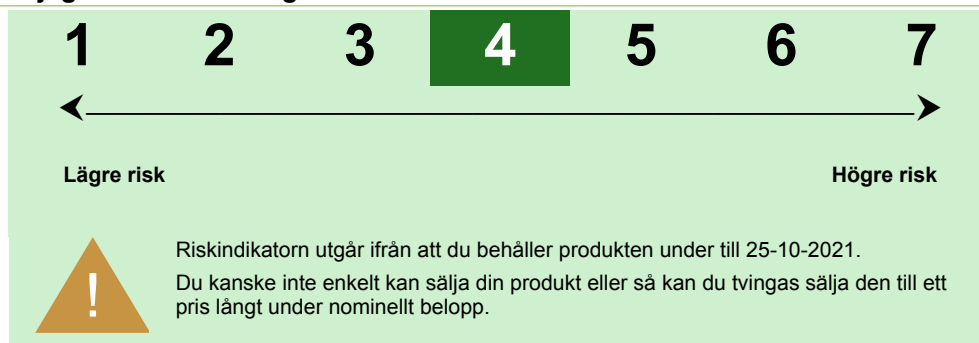 1 2 3 4 5 6 7
Lägre risk Högre risk
!
Riskindikatorn utgår ifrån att du behåller produkten under till 25-10-2021.
Du kanske inte enkelt kan sälja din produkt eller så kan du tvingas sälja den till ett
pris långt under nominellt belopp.